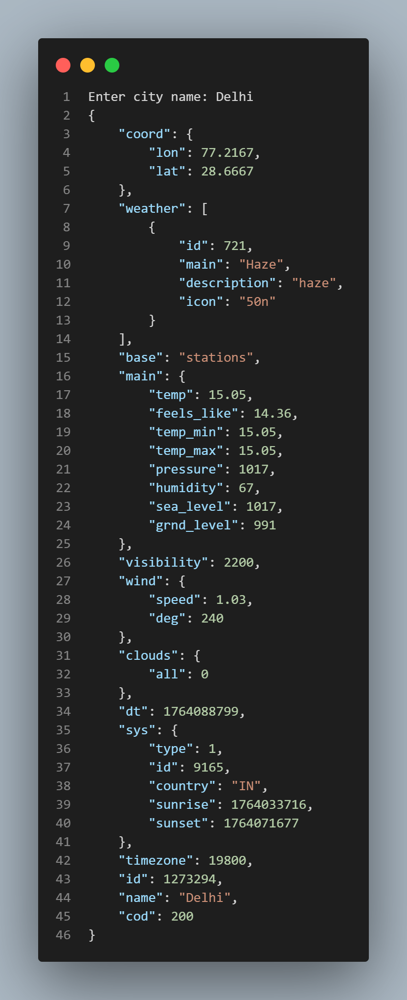 1 Enter city name: Delhi
2 {
3     "coord": {
4         "lon": 77.2167,
5         "lat": 28.6667
6     },
7     "weather": [
8         {
9             "id": 721,
10             "main": "Haze",
11             "description": "haze",
12             "icon": "50n"
13         }
14     ],
15     "base": "stations",
16     "main": {
17         "temp": 15.05,
18         "feels_like": 14.36,
19         "temp_min": 15.05,
20         "temp_max": 15.05,
21         "pressure": 1017,
22         "humidity": 67,
23         "sea_level": 1017,
24         "grnd_level": 991
25     },
26     "visibility": 2200,
27     "wind": {
28         "speed": 1.03,
29         "deg": 240
30     },
31     "clouds": {
32         "all": 0
33     },
34     "dt": 1764088799,
35     "sys": {
36         "type": 1,
37         "id": 9165,
38         "country": "IN",
39         "sunrise": 1764033716,
40         "sunset": 1764071677
41     },
42     "timezone": 19800,
43     "id": 1273294,
44     "name": "Delhi",
45     "cod": 200
46 }